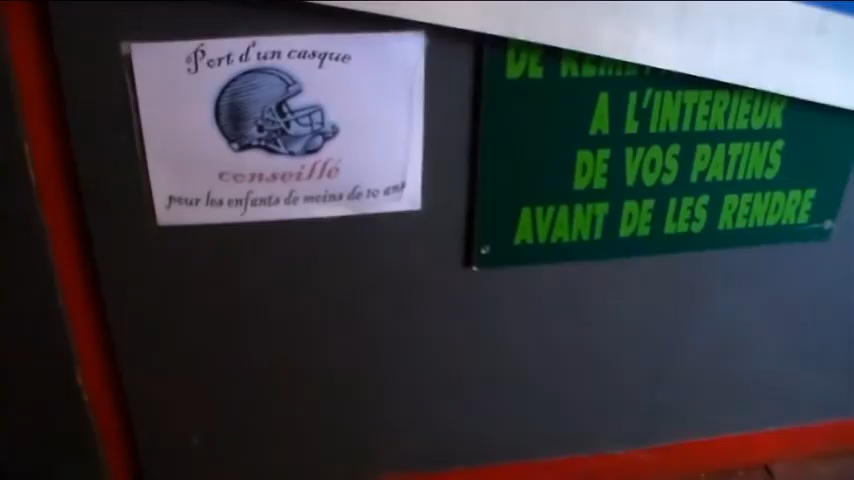 Port d'un casque
conseillé
pour les enfants de moins de 10 ans
DE
A L'INTERIEUR
DE VOS PATINS
AVANT DE LES RENDRE